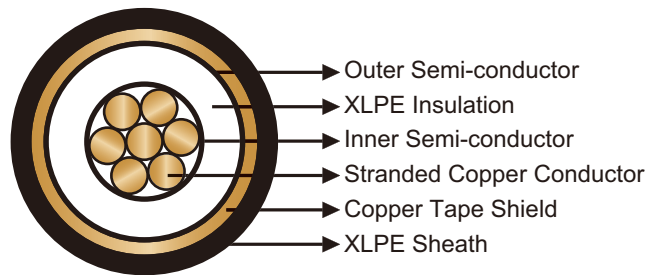 Outer Semi-conductor
XLPE Insulation
Inner Semi-conductor
Stranded Copper Conductor
Copper Tape Shield
XLPE Sheath